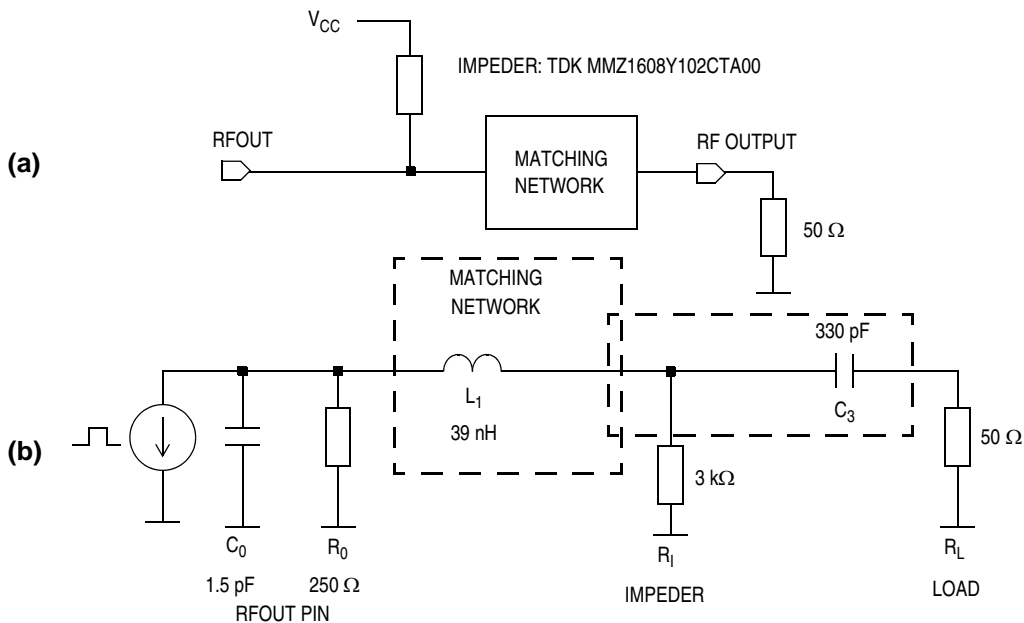 V_CC
IMPEDER: TDK MMZ1608Y102CTA00
(a)
RFOUT
MATCHING
NETWORK
RF OUTPUT
50 Ω
MATCHING
NETWORK
330 pF
C_3
L_1
39 nH
(b)
50 Ω
3 kΩ
C_0
R_0
R_I
R_L
1.5 pF
250 Ω
IMPEDER
LOAD
RFOUT PIN